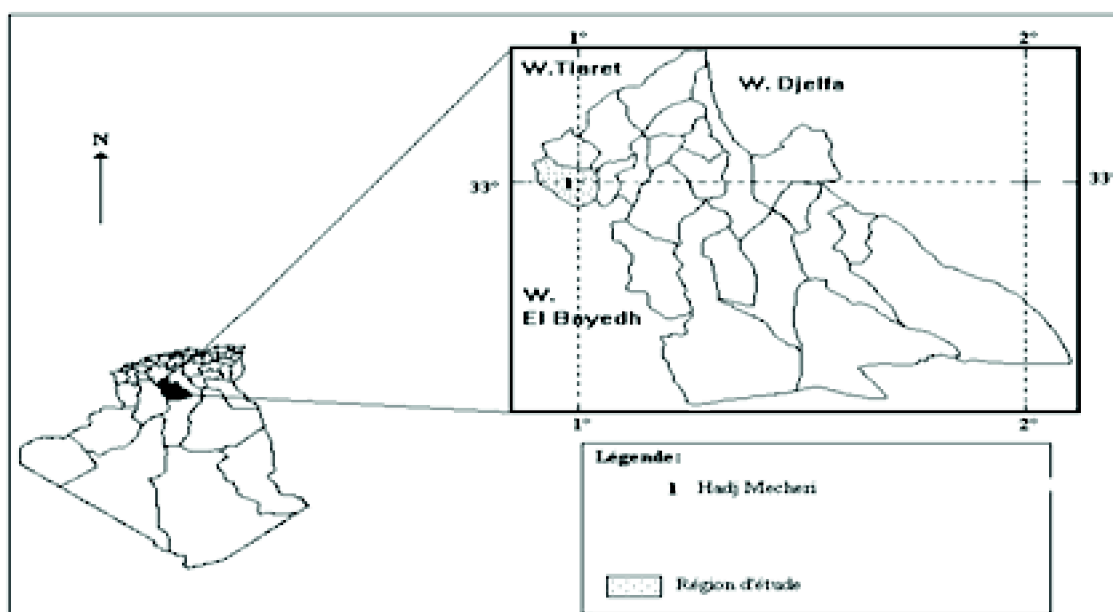 1° 2°
W.Tiaret
W. Djelfa
N
33° 33°
1
W.
El Bayedh
1° 2°
Légende:
1 Hadj Mecheri
Région d'étude